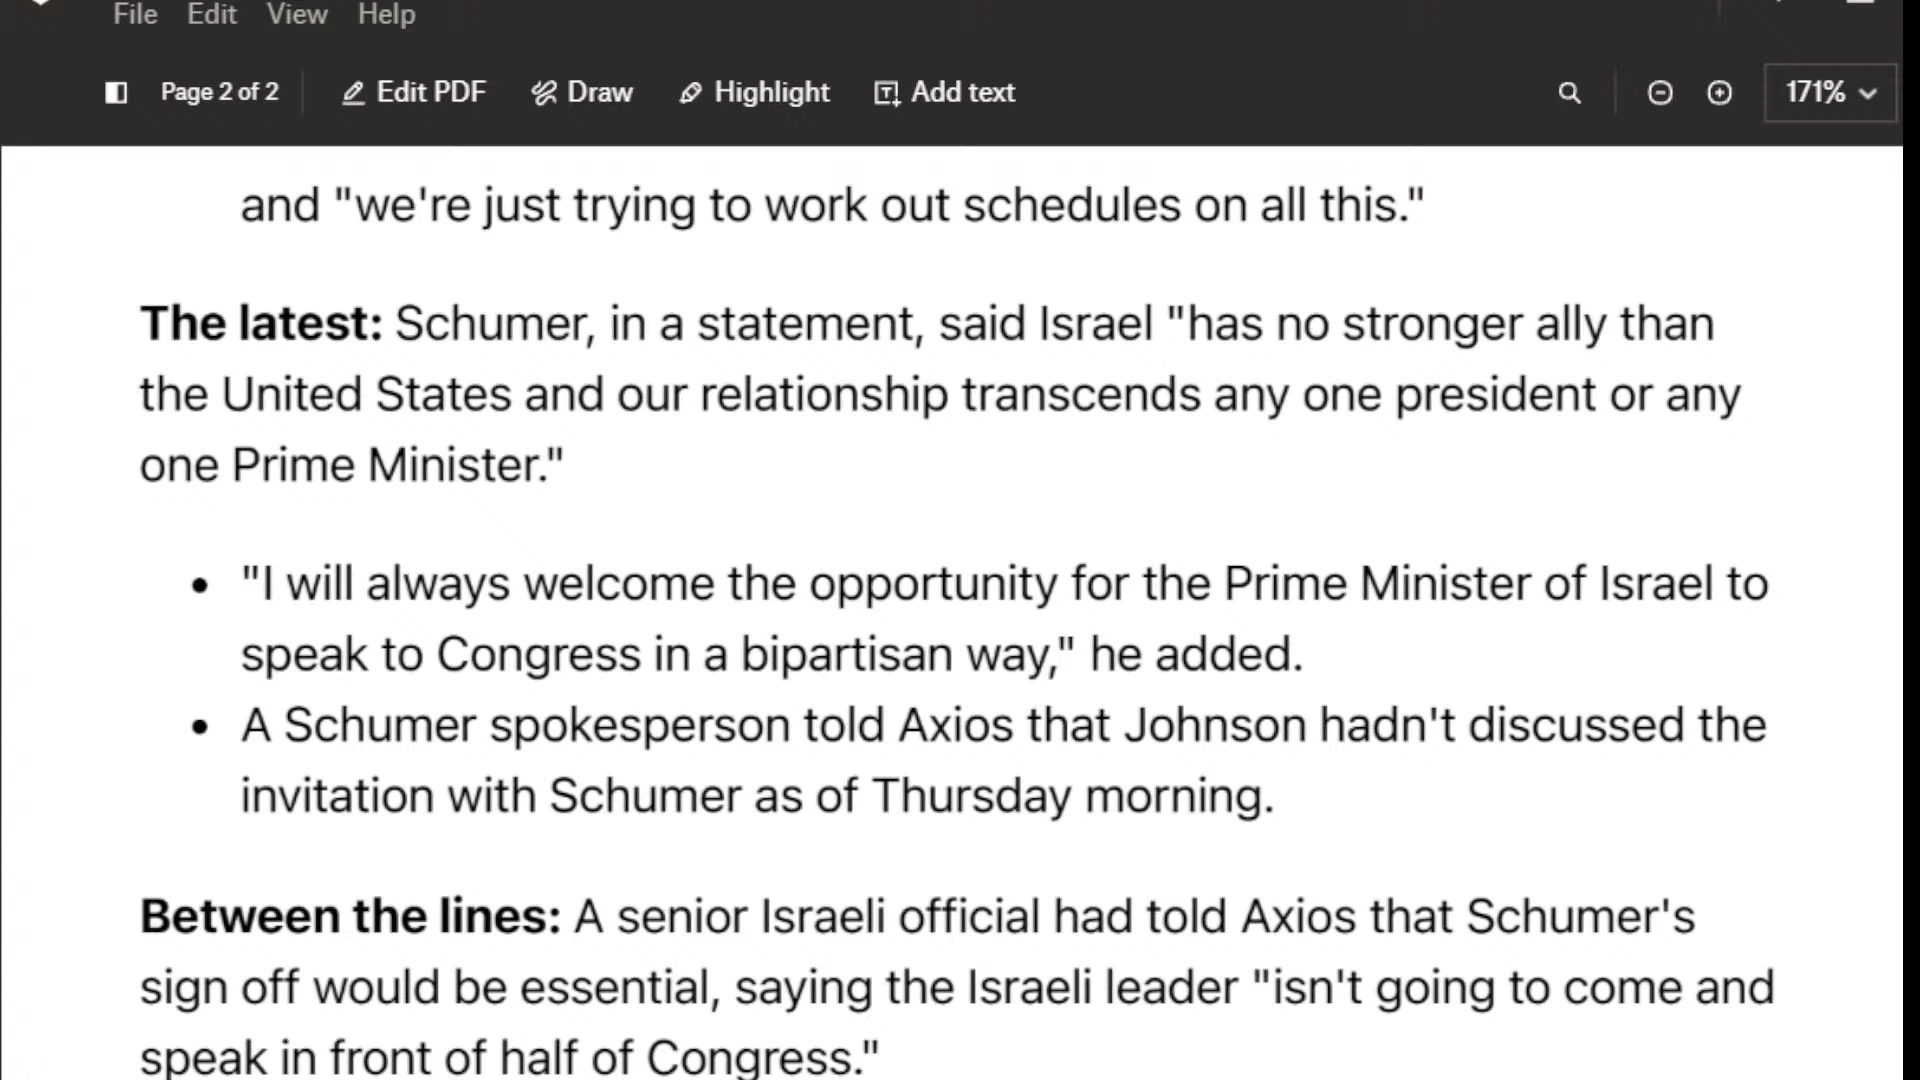 File Edit View Help
Page 2 of 2 Edit PDF Draw Highlight Add text 171%
and "we're just trying to work out schedules on all this."
The latest: Schumer, in a statement, said Israel "has no stronger ally than
the United States and our relationship transcends any one president or any
one Prime Minister."
• "I will always welcome the opportunity for the Prime Minister of Israel to
speak to Congress in a bipartisan way," he added.
• A Schumer spokesperson told Axios that Johnson hadn't discussed the
invitation with Schumer as of Thursday morning.
Between the lines: A senior Israeli official had told Axios that Schumer's
sign off would be essential, saying the Israeli leader "isn't going to come and
speak in front of half of Congress."